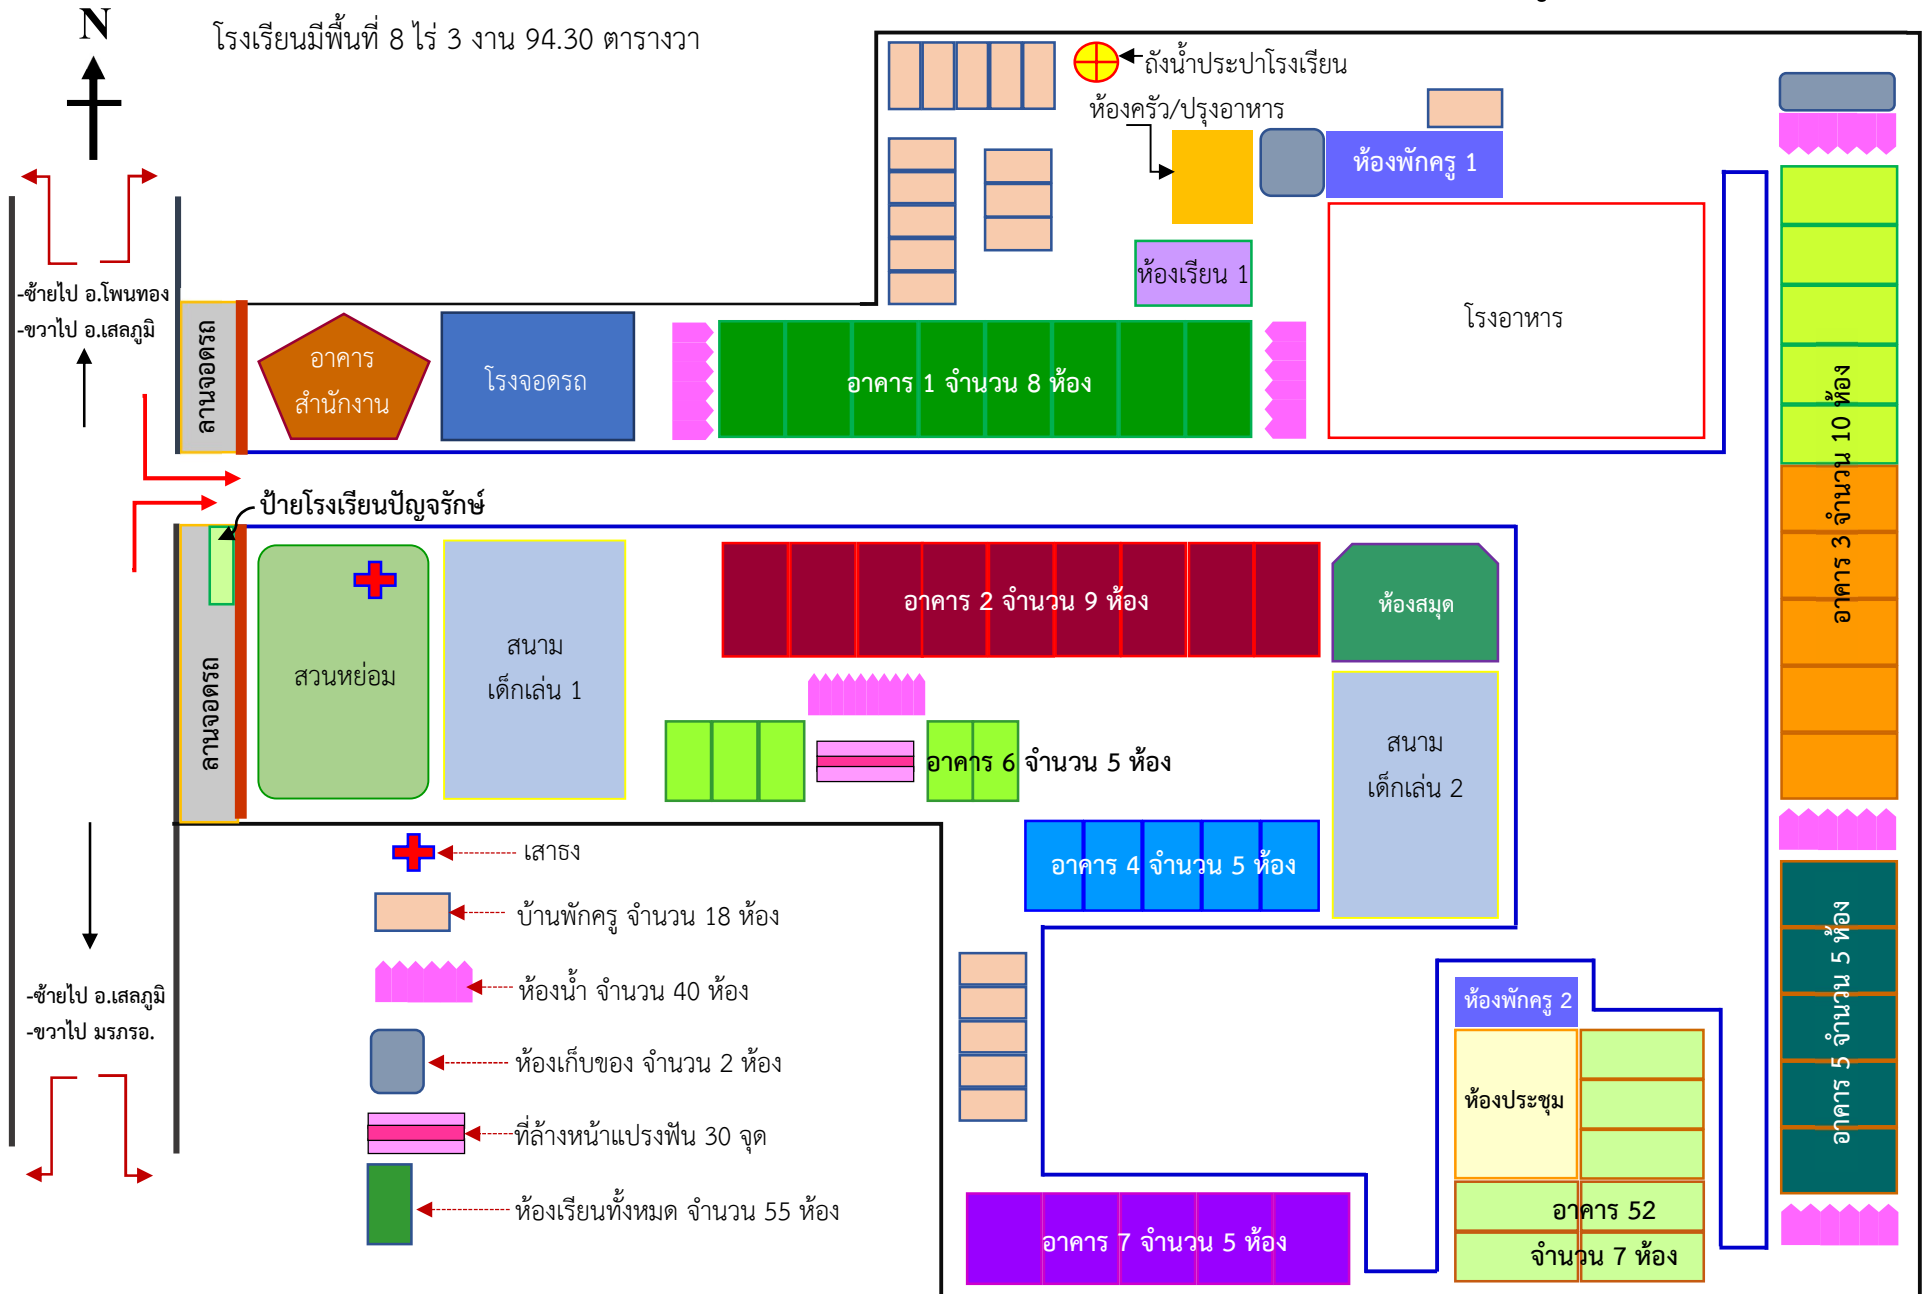 N
โรงเรียนมีพื้นที่ 8 ไร่ 3 งาน 94.30 ตารางวา
ถังน้ำประปาโรงเรียน
ห้องครัว/ปรุงอาหาร
ห้องพักครู 1
ห้องเรียน 1
โรงอาหาร
-ซ้ายไป อ.โพนทอง
-ขวาไป อ.เสลภูมิ
ลานจอดรถ
อาคาร
สำนักงาน
โรงจอดรถ
อาคาร 1 จำนวน 8 ห้อง
อาคาร 3 จำนวน 10 ห้อง
ป้ายโรงเรียนปัญจรักษ์
ลานจอดรถ
สวนหย่อม
สนาม
เด็กเล่น 1
อาคาร 2 จำนวน 9 ห้อง
ห้องสมุด
อาคาร 6 จำนวน 5 ห้อง
สนาม
เด็กเล่น 2
อาคาร 4 จำนวน 5 ห้อง
อาคาร 5 จำนวน 5 ห้อง
เสาธง
บ้านพักครู จำนวน 18 ห้อง
ห้องน้ำ จำนวน 40 ห้อง
ห้องเก็บของ จำนวน 2 ห้อง
ที่ล้างหน้าแปรงฟัน 30 จุด
ห้องเรียนทั้งหมด จำนวน 55 ห้อง
-ซ้ายไป อ.เสลภูมิ
-ขวาไป มรภรอ.
ห้องพักครู 2
ห้องประชุม
อาคาร 52
จำนวน 7 ห้อง
อาคาร 7 จำนวน 5 ห้อง